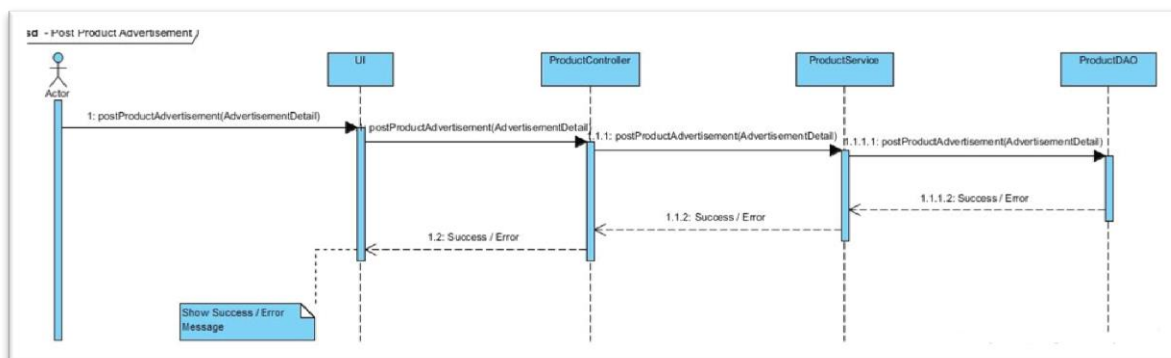 sd - Post Product Advertisement
Actor
UI
ProductController
ProductService
ProductDAO
1: postProductAdvertisement(AdvertisementDetail)
postProductAdvertisement(AdvertisementDetail
1.1: postProductAdvertisement(AdvertisementDetail)
1.1.1.1: postProductAdvertisement(AdvertisementDetail)
1.1.1.2: Success / Error
1.1.2: Success / Error
1.2: Success / Error
Show Success / Error
Message